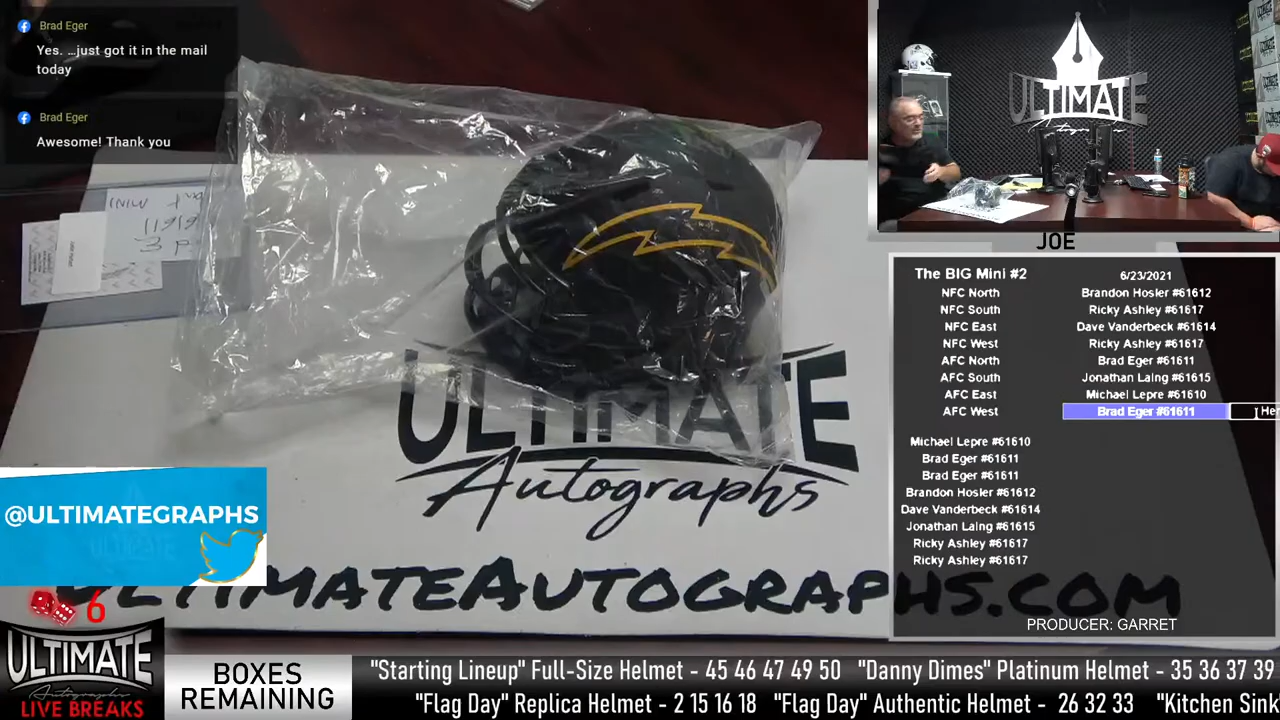 Brad Eger
Yes. ...just got it in the mail
today
Brad Eger
Awesome! Thank you
ULTIMATE
Autographs
JOE
The BIG Mini #2 6/23/2021
NFC North Brandon Hosler #61612
NFC South Ricky Ashley #61617
NFC East Dave Vanderbeck #61614
NFC West Ricky Ashley #61617
AFC North Brad Eger #61611
AFC South Jonathan Laing #61615
AFC East Michael Lepre #61610
AFC West Brad Eger #61611
Michael Lepre #61610
Brad Eger #61611
Brad Eger #61611
Brandon Hosler #61612
Dave Vanderbeck #61614
Jonathan Laing #61615
Ricky Ashley #61617
Ricky Ashley #61617
PRODUCER: GARRET
MINI
ULTIMATE
Autographs
ULTIMATEAUTOGRAPHS.COM
@ULTIMATEGRAPHS
6
ULTIMATE
Autographs
LIVE BREAKS
BOXES
REMAINING
"Starting Lineup" Full-Size Helmet - 45 46 47 49 50 "Danny Dimes" Platinum Helmet - 35 36 37 39
"Flag Day" Replica Helmet - 2 15 16 18 "Flag Day" Authentic Helmet - 26 32 33 "Kitchen Sink